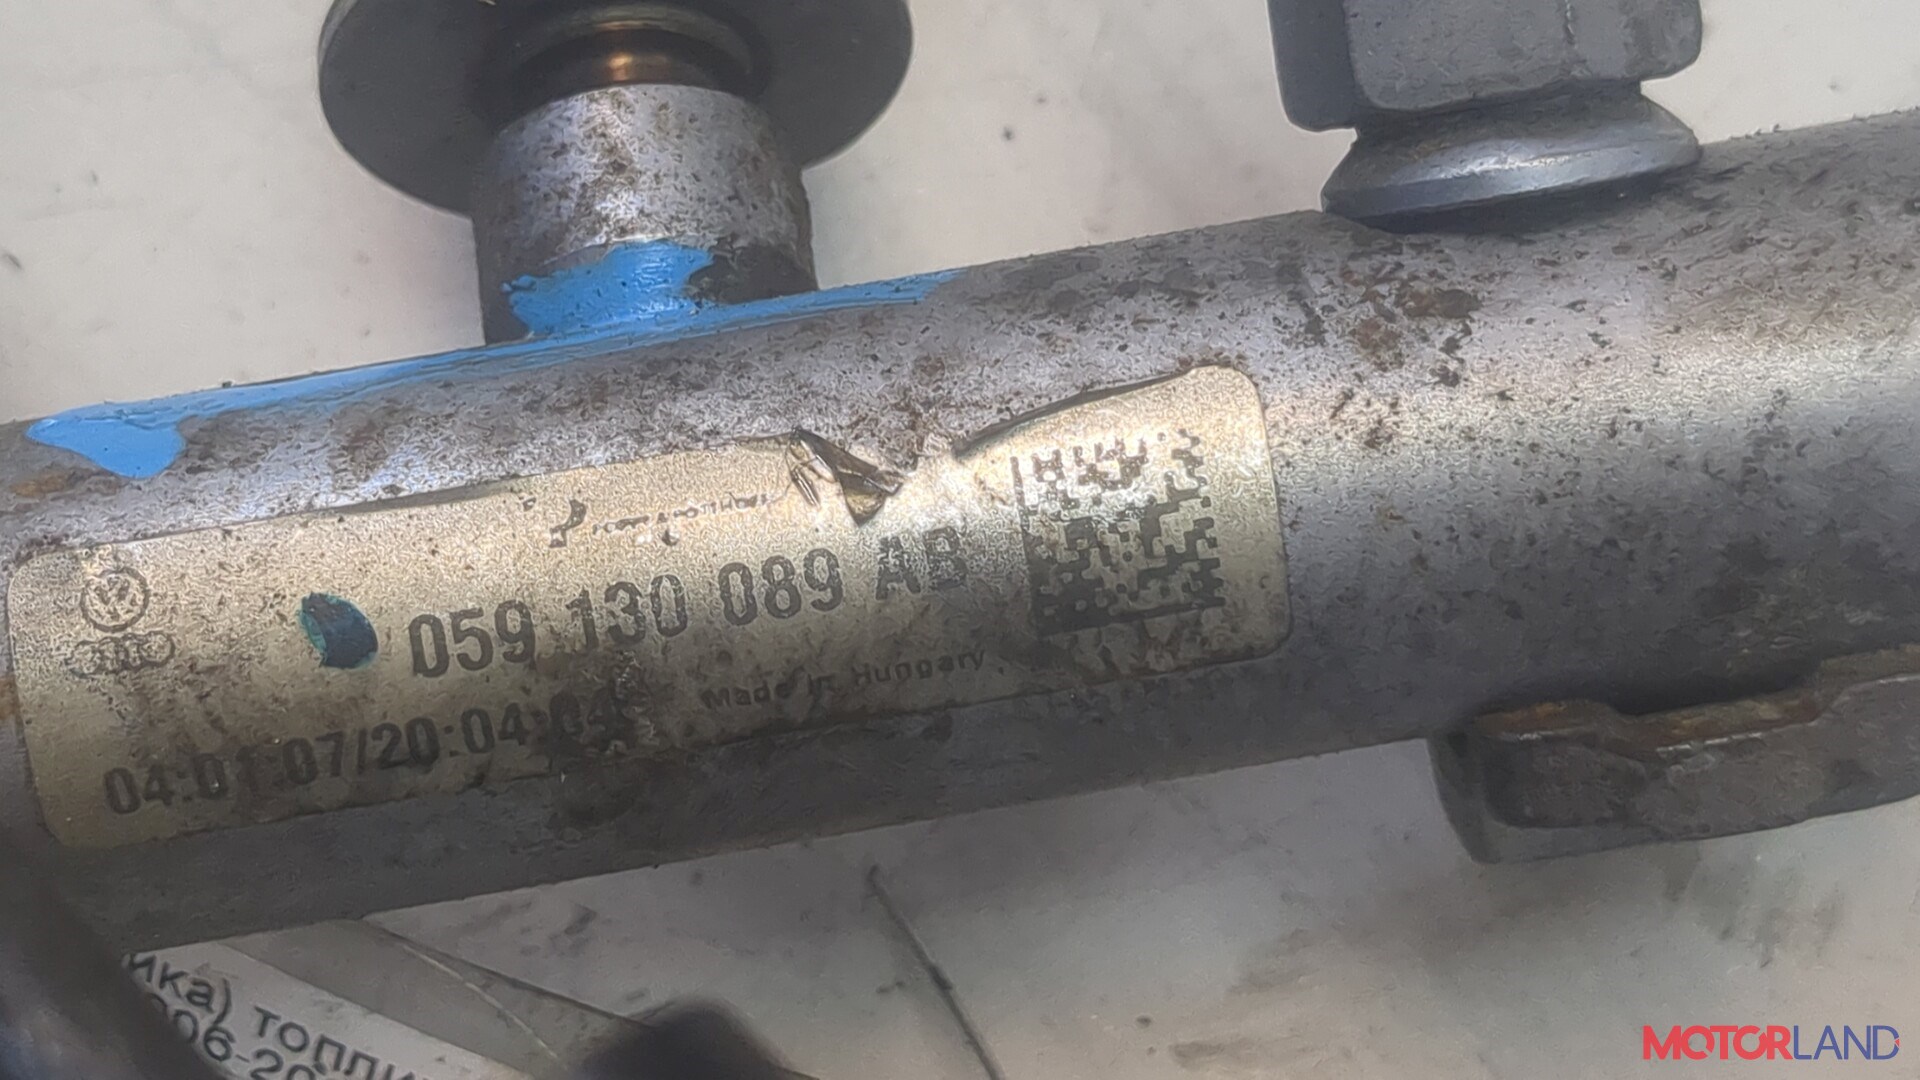 059 130 089 AB
Made in Hungary
04:01:07/20:04:04
ика) топли
006-20
MOTORLAND